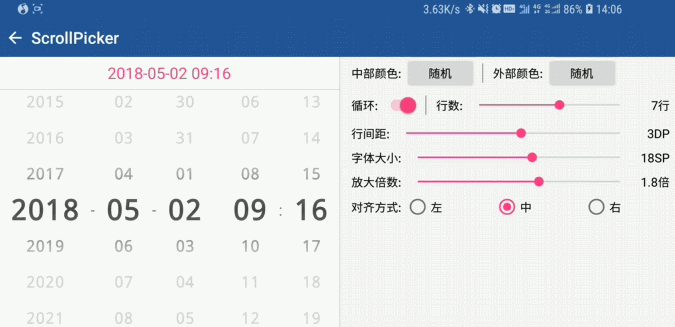 3.63K/s HD 4G 86% 14:06
ScrollPicker
2018-05-02 09:16
2015 02 30 06 13
2016 03 31 07 14
2017 04 01 08 15
2018 - 05 - 02 09 : 16
2019 06 03 10 17
2020 07 04 11 18
2021 08 05 12 19
中部颜色: 随机 外部颜色: 随机
循环: 行数: 7行
行间距: 3DP
字体大小: 18SP
放大倍数: 1.8倍
对齐方式: 左 中 右